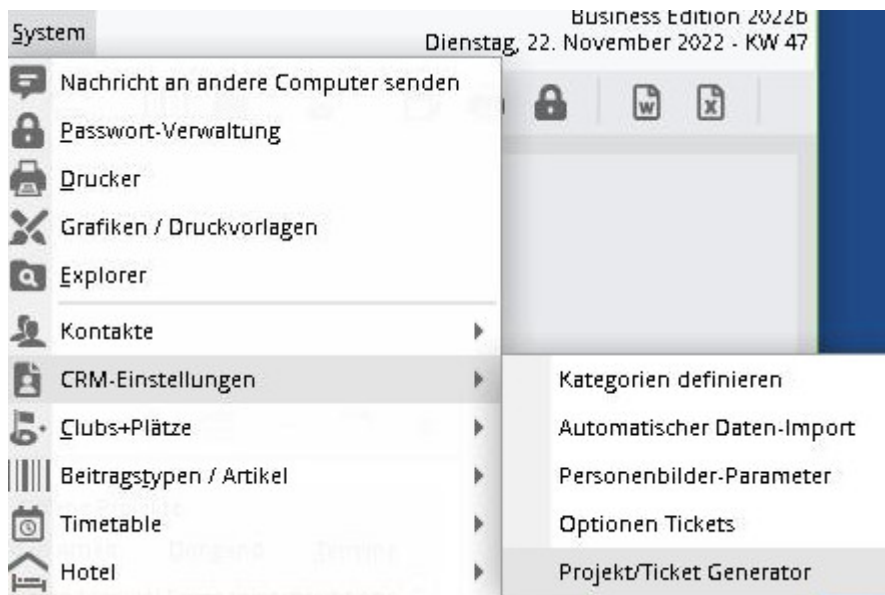 System
Business Edition 2022b
Dienstag, 22. November 2022 - KW 47
Nachricht an andere Computer senden
Passwort-Verwaltung
Drucker
Grafiken / Druckvorlagen
Explorer
Kontakte
CRM-Einstellungen
Kategorien definieren
Clubs+Plätze
Automatischer Daten-Import
Beitragstypen / Artikel
Personenbilder-Parameter
Timetable
Optionen Tickets
Hotel
Projekt/Ticket Generator